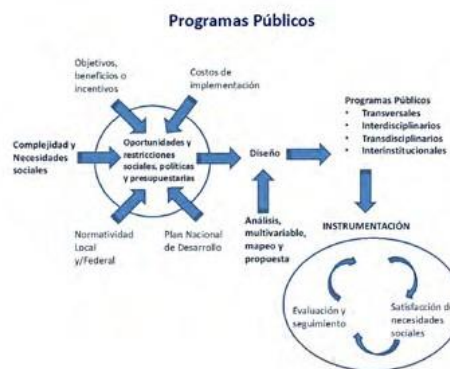 Programas Públicos
Objetivos,
beneficios o
incentivos
Costos de
implementación
Complejidad y
Necesidades
sociales
Oportunidades y
restricciones
sociales, políticas
y presupuestarias
Diseño
Programas Públicos
• Transversales
• Interdisciplinarios
• Transdisciplinarios
• Interinstitucionales
Normatividad
Local
y/Federal
Plan Nacional
de Desarrollo
Análisis,
multivariable,
mapeo y
propuesta
INSTRUMENTACIÓN
Evaluación y
seguimiento
Satisfacción de
necesidades
sociales